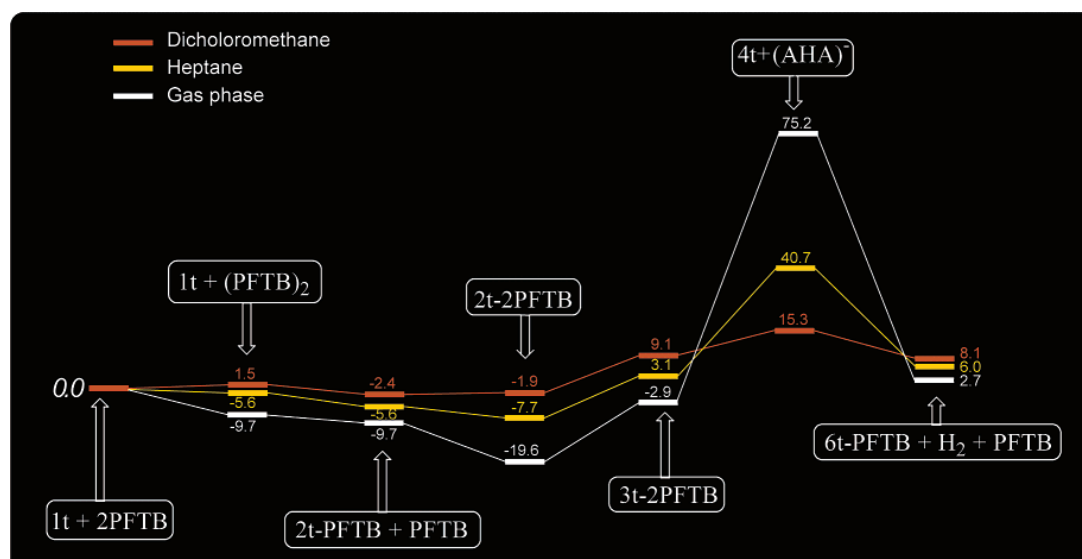 Dicholoromethane
Heptane
Gas phase
4t+(AHA)⁻
75.2
1t + (PFTB)₂
2t-2PFTB
40.7
15.3
9.1
3.1
-2.9
8.1
6.0
2.7
0.0
1.5
-5.6
-9.7
-2.4
-5.6
-9.7
-1.9
-7.7
-19.6
1t + 2PFTB
2t-PFTB + PFTB
3t-2PFTB
6t-PFTB + H₂ + PFTB